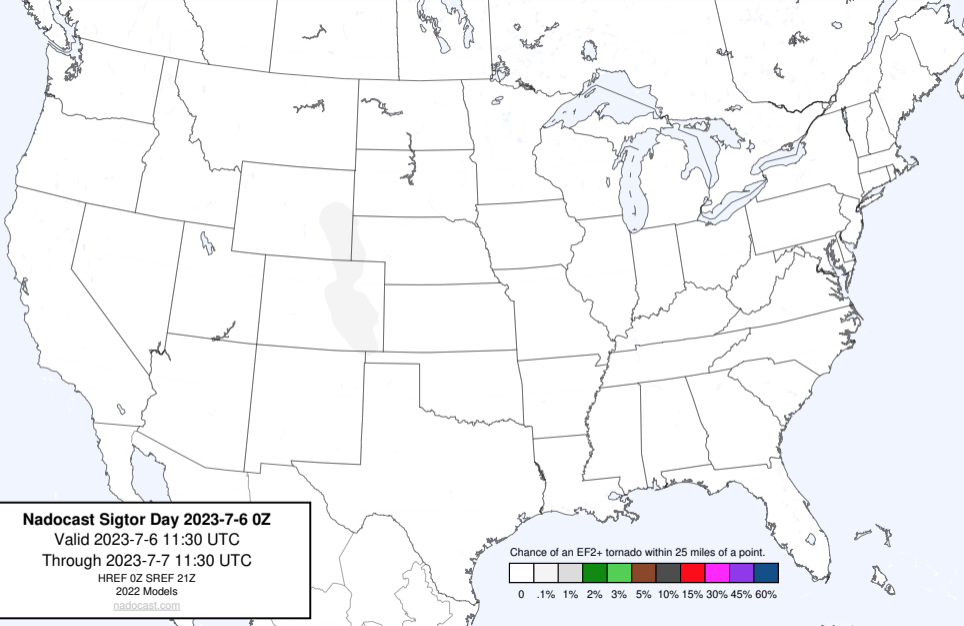 Nadocast Sigtor Day 2023-7-6 0Z
Valid 2023-7-6 11:30 UTC
Through 2023-7-7 11:30 UTC
HREF 0Z SREF 21Z
2022 Models
nadocast.com
Chance of an EF2+ tornado within 25 miles of a point.
0 .1% 1% 2% 3% 5% 10% 15% 30% 45% 60%